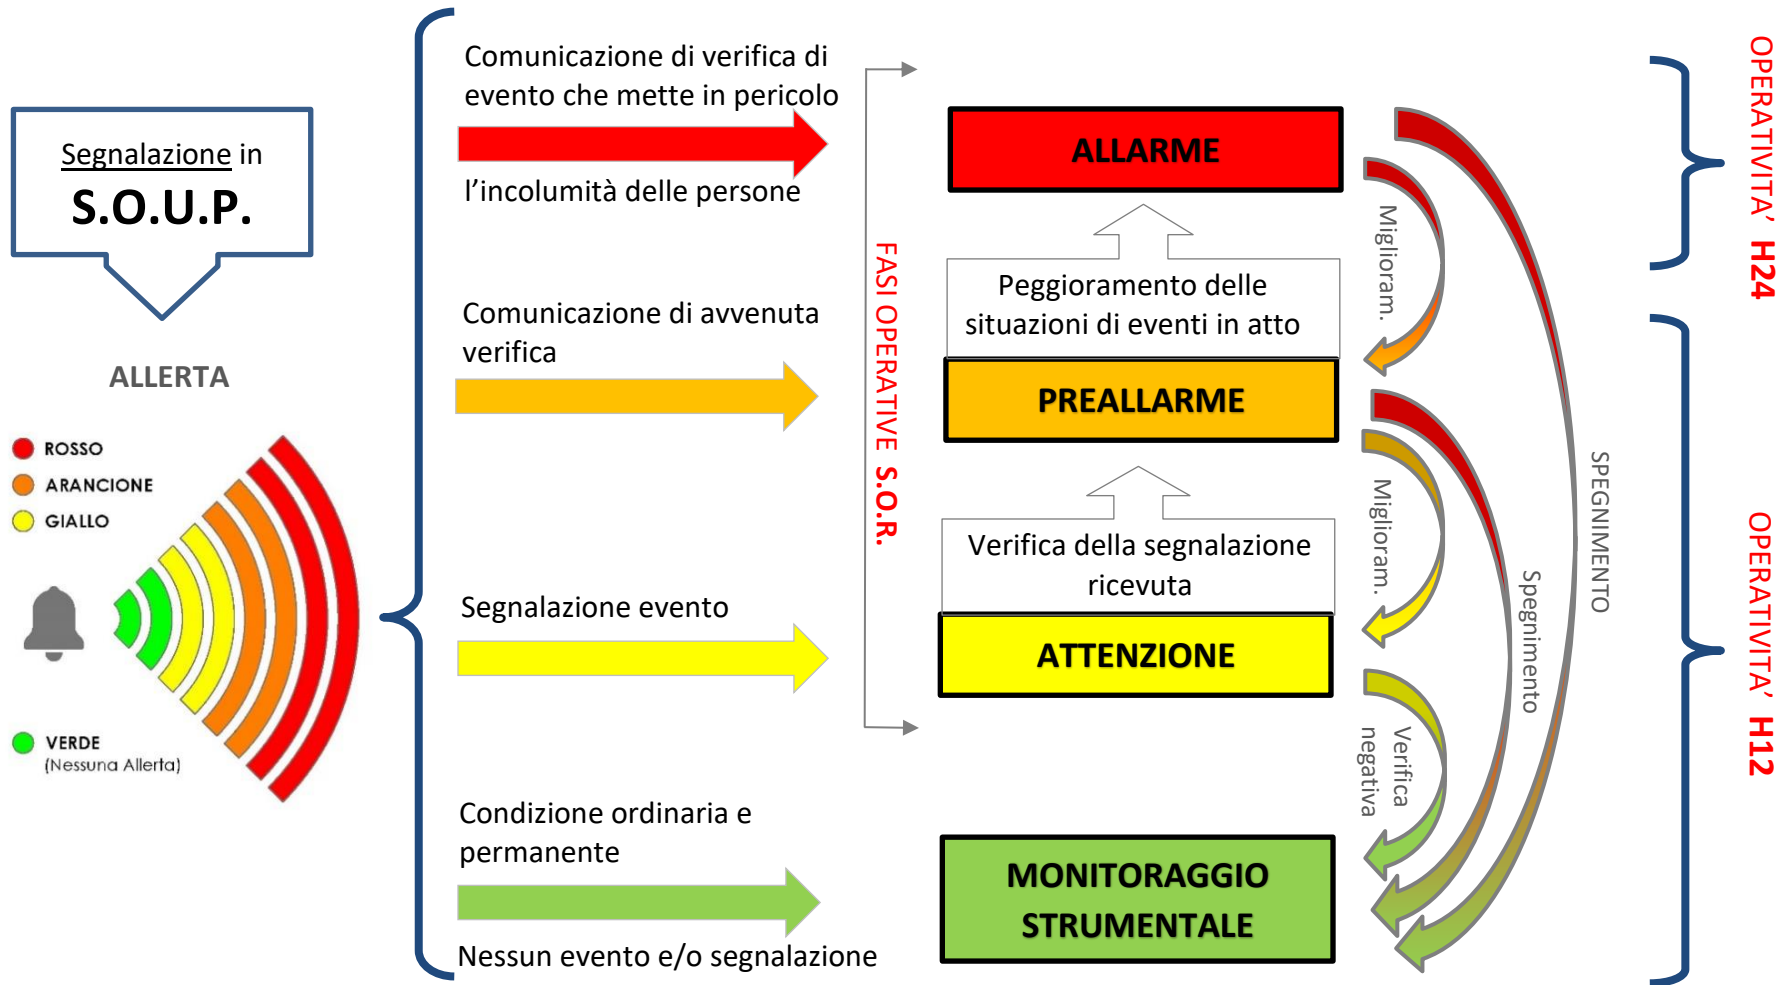 Segnalazione in
S.O.U.P.
ALLERTA
ROSSO
ARANCIONE
GIALLO
VERDE
(Nessuna Allerta)
Comunicazione di verifica di
evento che mette in pericolo
l'incolumità delle persone
Comunicazione di avvenuta
verifica
Segnalazione evento
Condizione ordinaria e
permanente
Nessun evento e/o segnalazione
FASI OPERATIVE S.O.R.
ALLARME
Peggioramento delle
situazioni di eventi in atto
PREALLARME
Verifica della segnalazione
ricevuta
ATTENZIONE
MONITORAGGIO
STRUMENTALE
Miglioram.
Miglioram.
Verifica
negativa
Spegnimento
SPEGNIMENTO
OPERATIVITA' H24
OPERATIVITA' H12